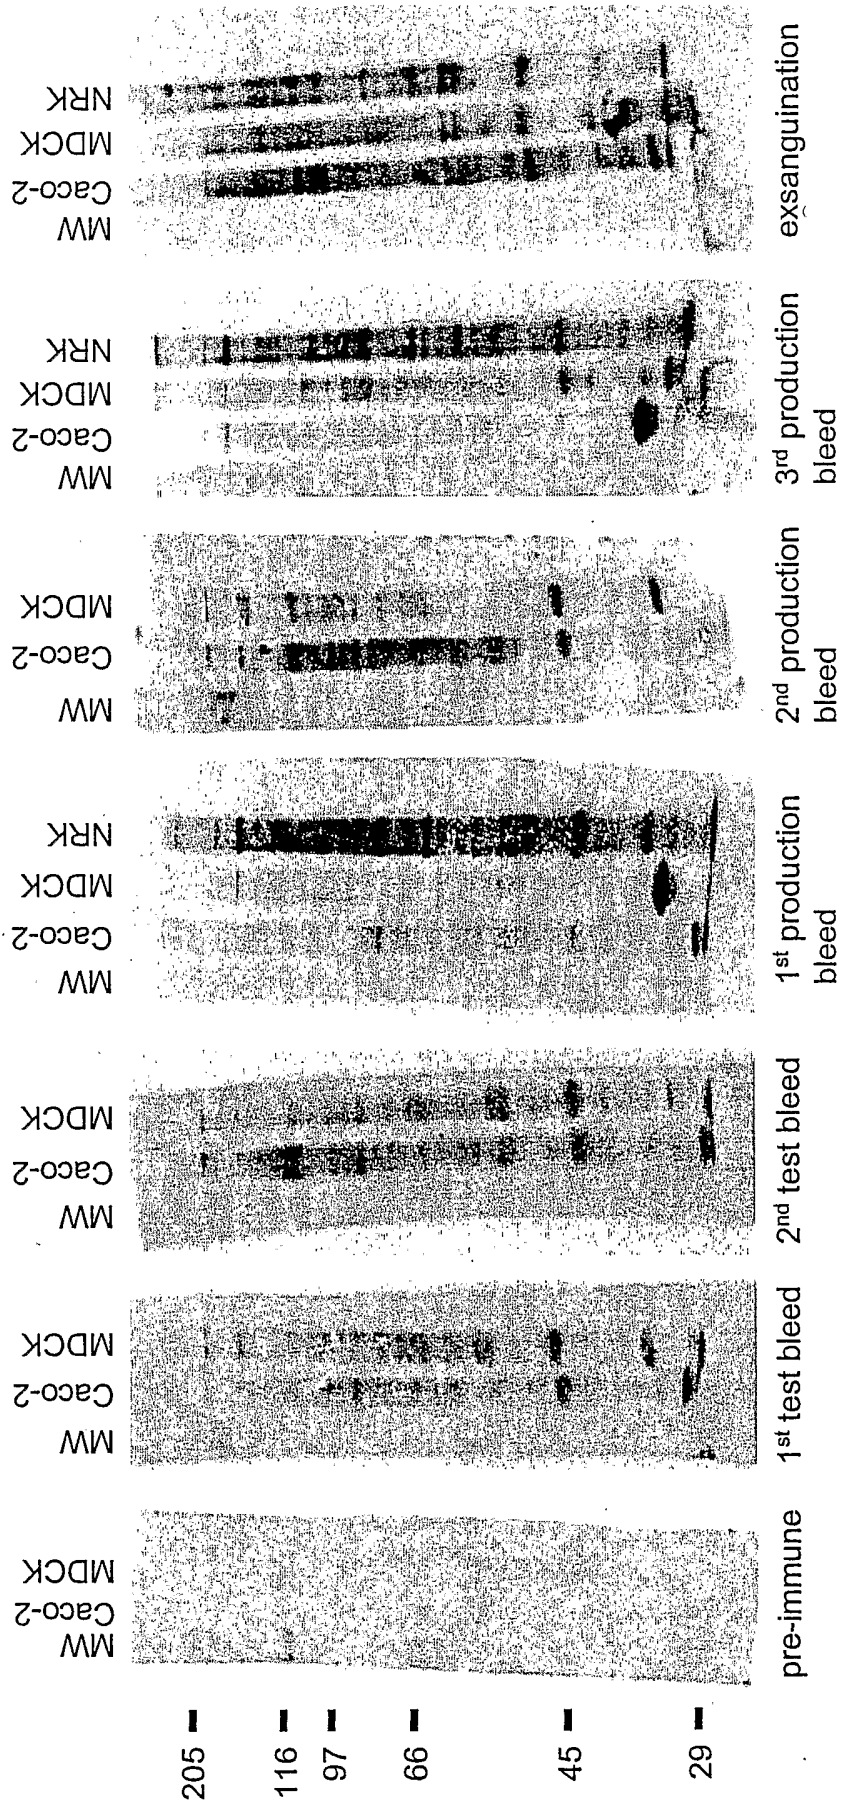 MW Caco-2 MDCK
MW Caco-2 MDCK
MW Caco-2 MDCK
MW Caco-2 MDCK NRK
MW Caco-2 MDCK
MW Caco-2 MDCK NRK
MW Caco-2 MDCK NRK
205
116
97
66
45
29
pre-immune
1st test bleed
2nd test bleed
1st production
bleed
2nd production
bleed
3rd production
bleed
exsanguination